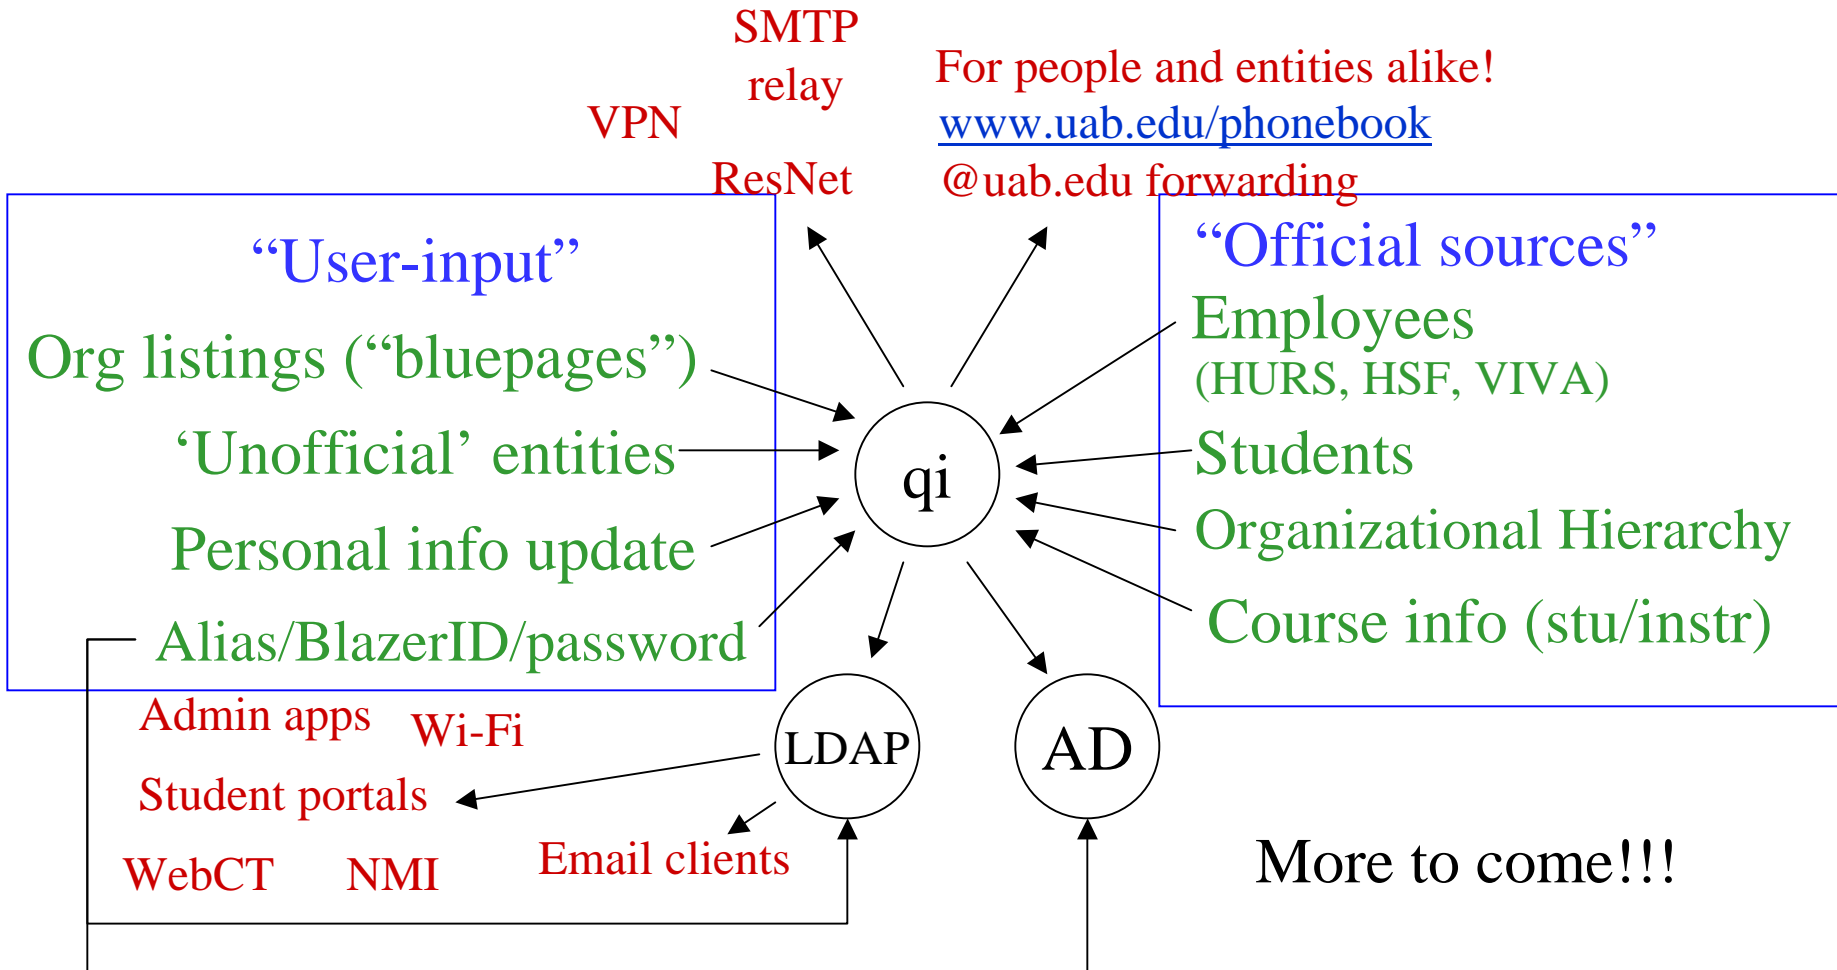 SMTP
relay
For people and entities alike!
VPN
www.uab.edu/phonebook
ResNet
@uab.edu forwarding
“User-input”
Org listings (“bluepages”)
‘Unofficial’ entities
Personal info update
Alias/BlazerID/password
“Official sources”
Employees
(HURS, HSF, VIVA)
Students
Organizational Hierarchy
Course info (stu/instr)
qi
LDAP
AD
Admin apps
Wi-Fi
Student portals
WebCT
NMI
Email clients
More to come!!!